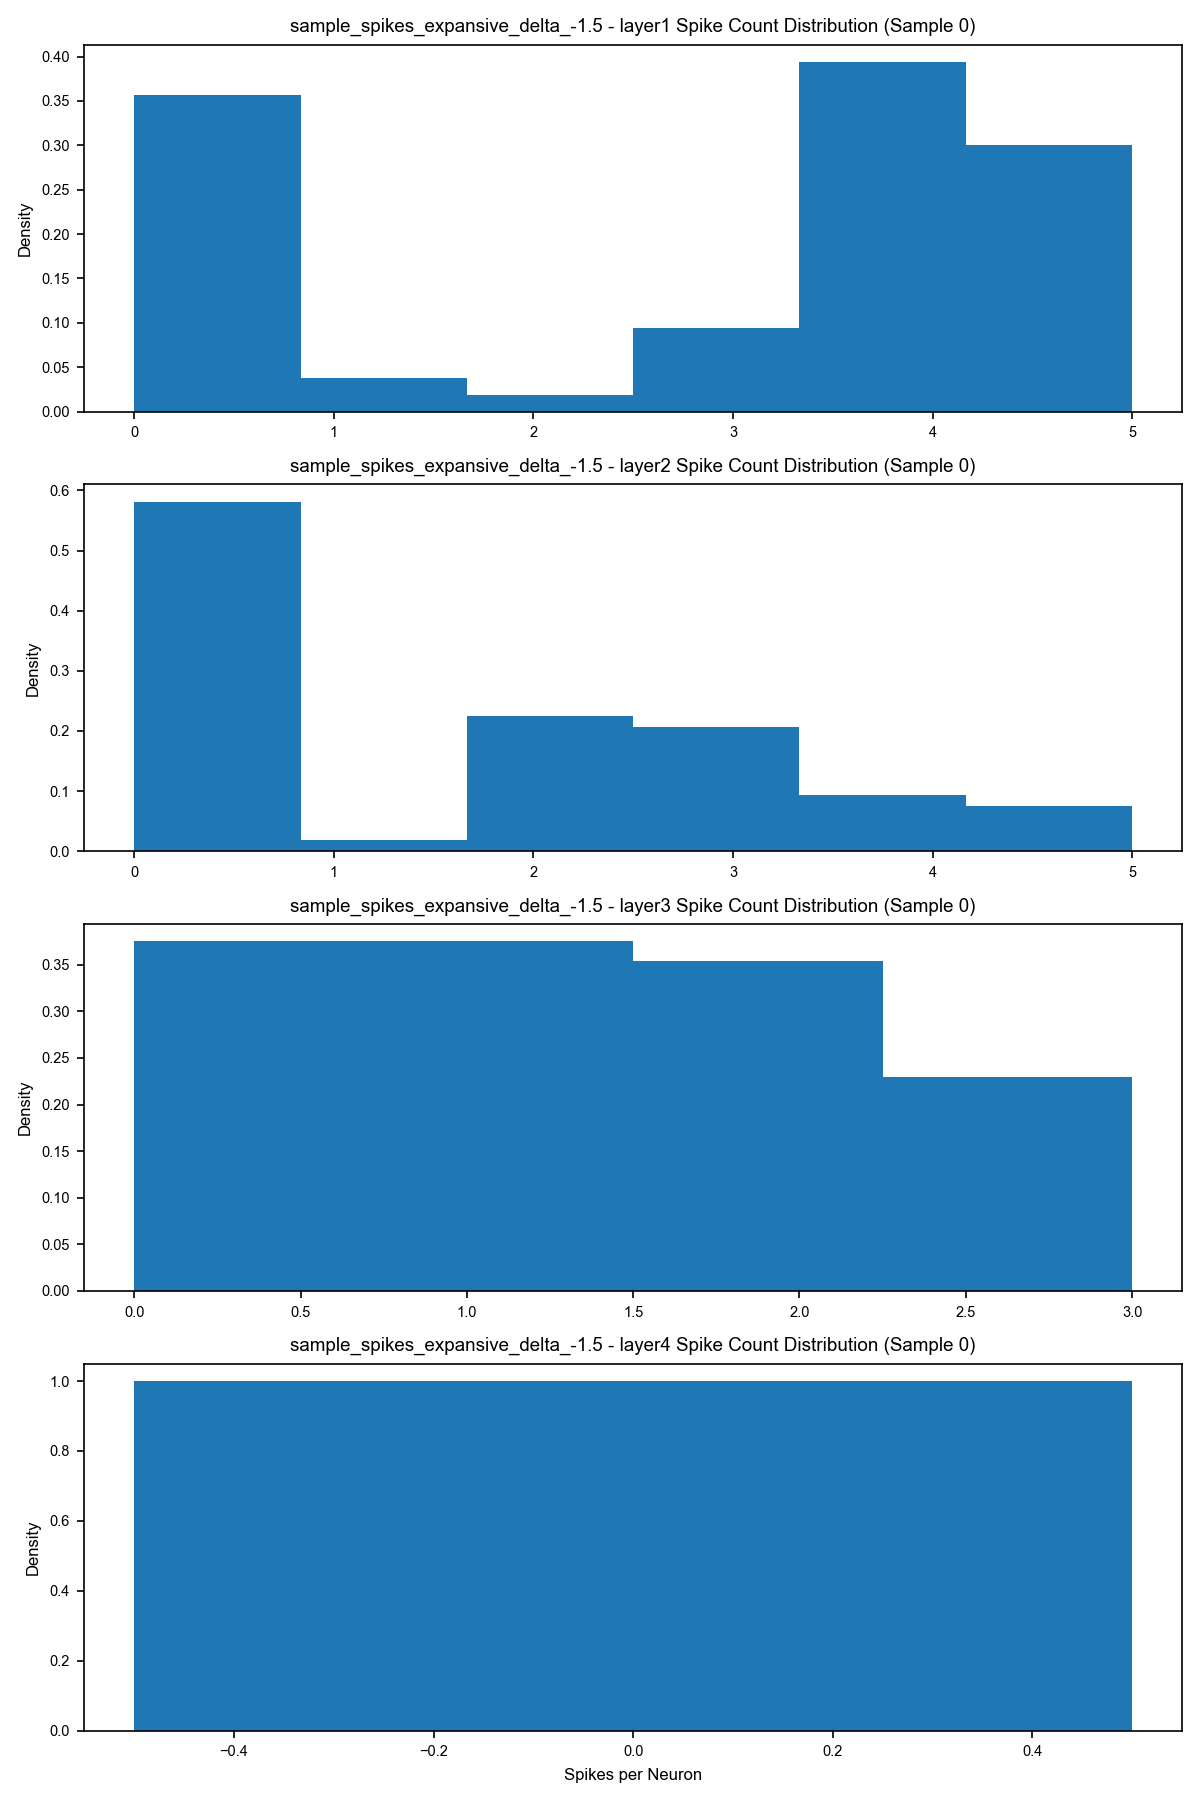 sample_spikes_expansive_delta_-1.5 - layer1 Spike Count Distribution (Sample 0)
0.40
0.35
0.30
0.25
0.20
0.15
0.10
0.05
0.00
Density
0 1 2 3 4 5
sample_spikes_expansive_delta_-1.5 - layer2 Spike Count Distribution (Sample 0)
0.6
0.5
0.4
0.3
0.2
0.1
0.0
Density
0 1 2 3 4 5
sample_spikes_expansive_delta_-1.5 - layer3 Spike Count Distribution (Sample 0)
0.35
0.30
0.25
0.20
0.15
0.10
0.05
0.00
Density
0.0 0.5 1.0 1.5 2.0 2.5 3.0
sample_spikes_expansive_delta_-1.5 - layer4 Spike Count Distribution (Sample 0)
1.0
0.8
0.6
0.4
0.2
0.0
Density
−0.4 −0.2 0.0 0.2 0.4
Spikes per Neuron